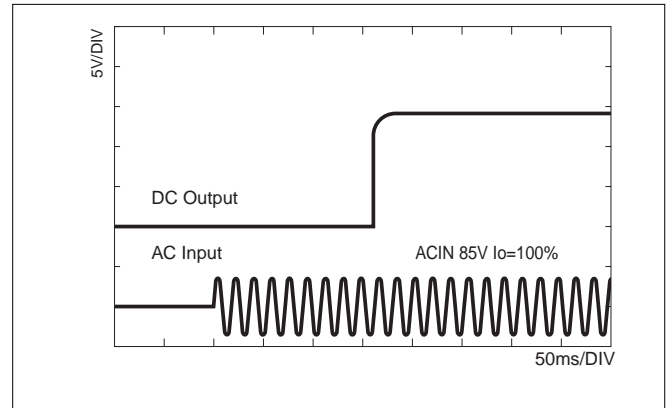 5V/DIV
DC Output
AC Input
ACIN 85V Io=100%
50ms/DIV